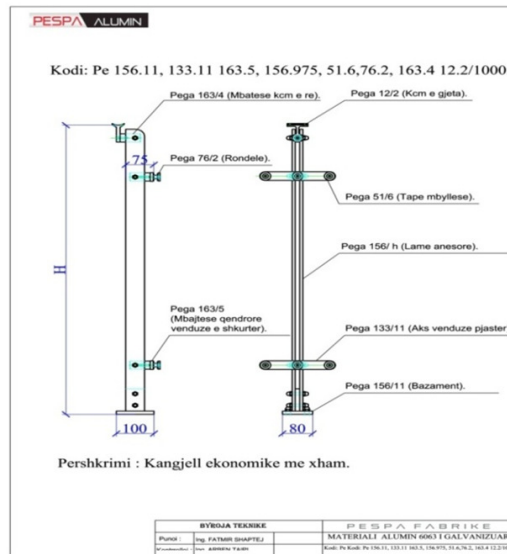 PESPA ALUMIN
Kodi: Pe 156.11, 133.11 163.5, 156.975, 51.6,76.2, 163.4 12.2/1000
Pega 163/4 (Mbatese kcm e re).
Pega 12/2 (Kcm e gjeta).
75
Pega 76/2 (Rondele).
Pega 51/6 (Tape mbyllese).
Pega 156/ h (Lame anesore).
H
Pega 163/5
(Mbajtese qendrore
venduze e shkurter).
Pega 133/11 (Aks venduze pjaster
Pega 156/11 (Bazament).
100
80
Pershkrimi : Kangjell ekonomike me xham.
BYROJA TEKNIKE
PESPA FABRIKE
Punoi : Ing. FATMIR SHAPTEJ
MATERIALI ALUMIN 6063 I GALVANIZUAR
Kodi: Pe Kodi: Pe 156.11, 133.11 163.5, 156.975, 51.6,76.2, 163.4 12.2/10